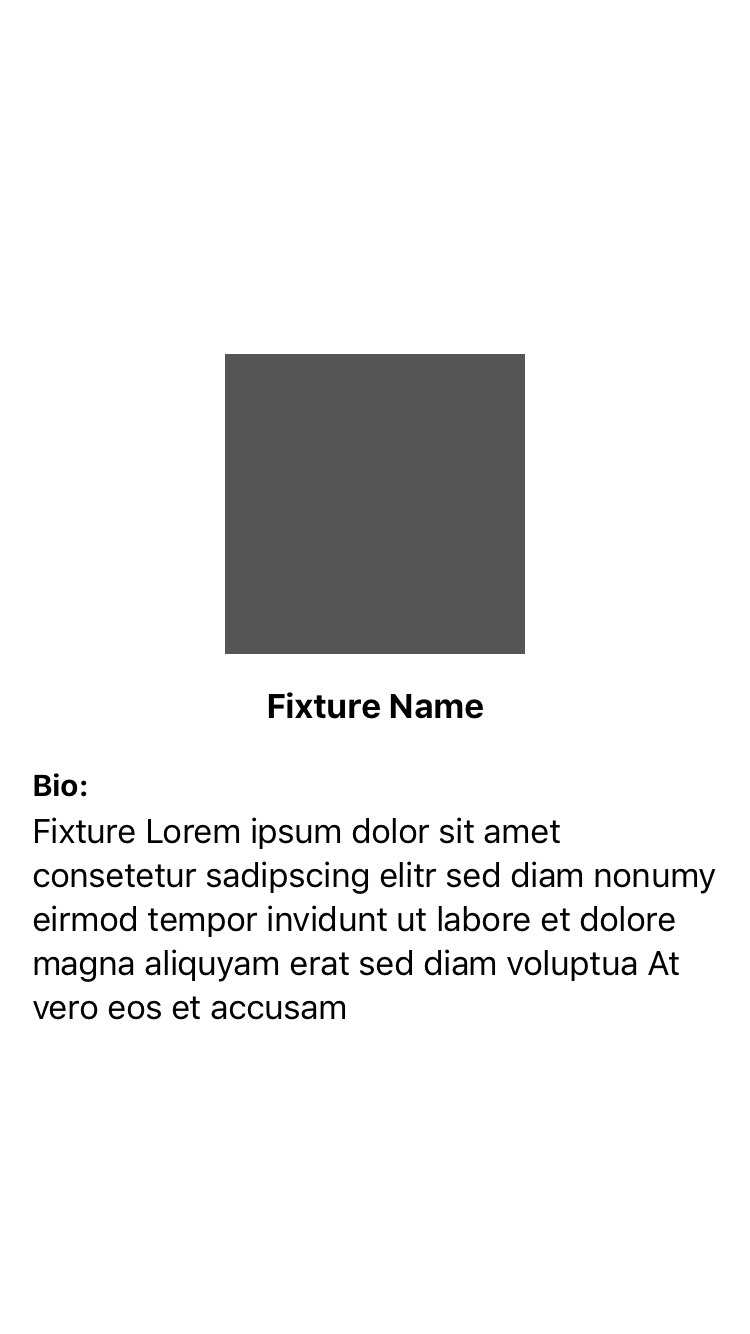 Fixture Name
Bio:
Fixture Lorem ipsum dolor sit amet
consetetur sadipscing elitr sed diam nonumy
eirmod tempor invidunt ut labore et dolore
magna aliquyam erat sed diam voluptua At
vero eos et accusam